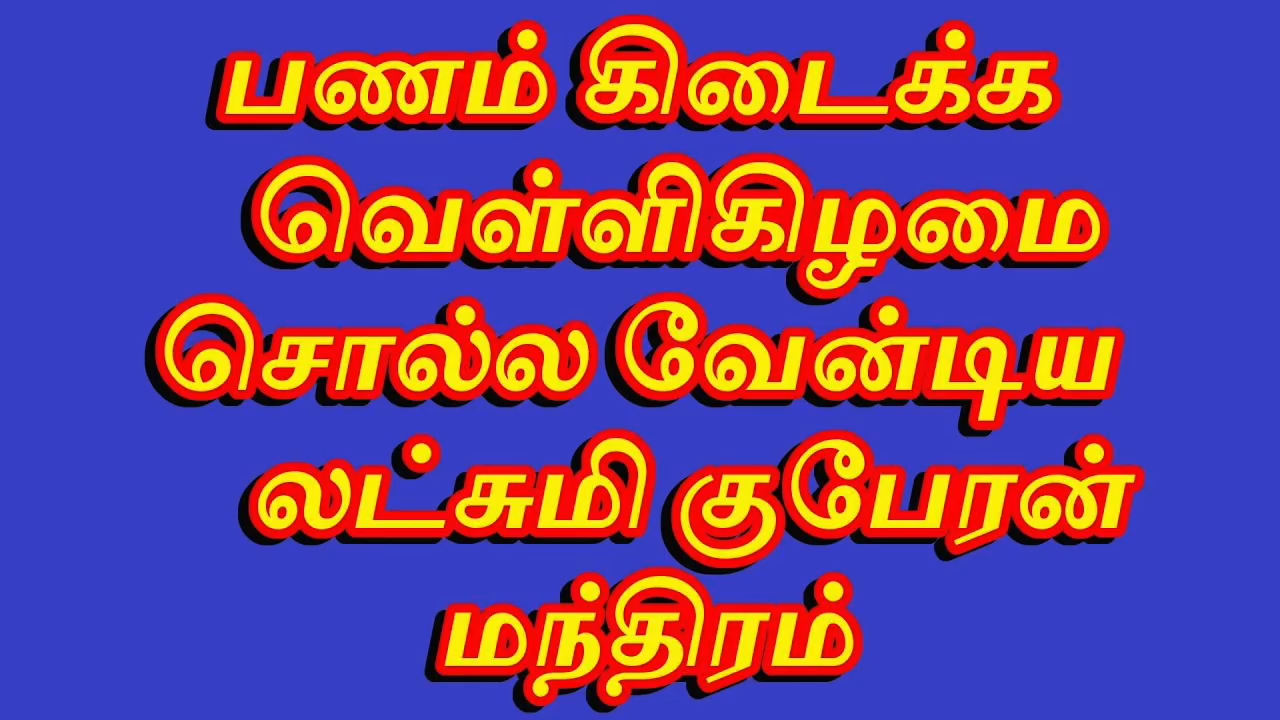 பணம் கிடைக்க
வெள்ளிகிழமை
சொல்ல வேன்டிய
லட்சுமி குபேரன்
மந்திரம்